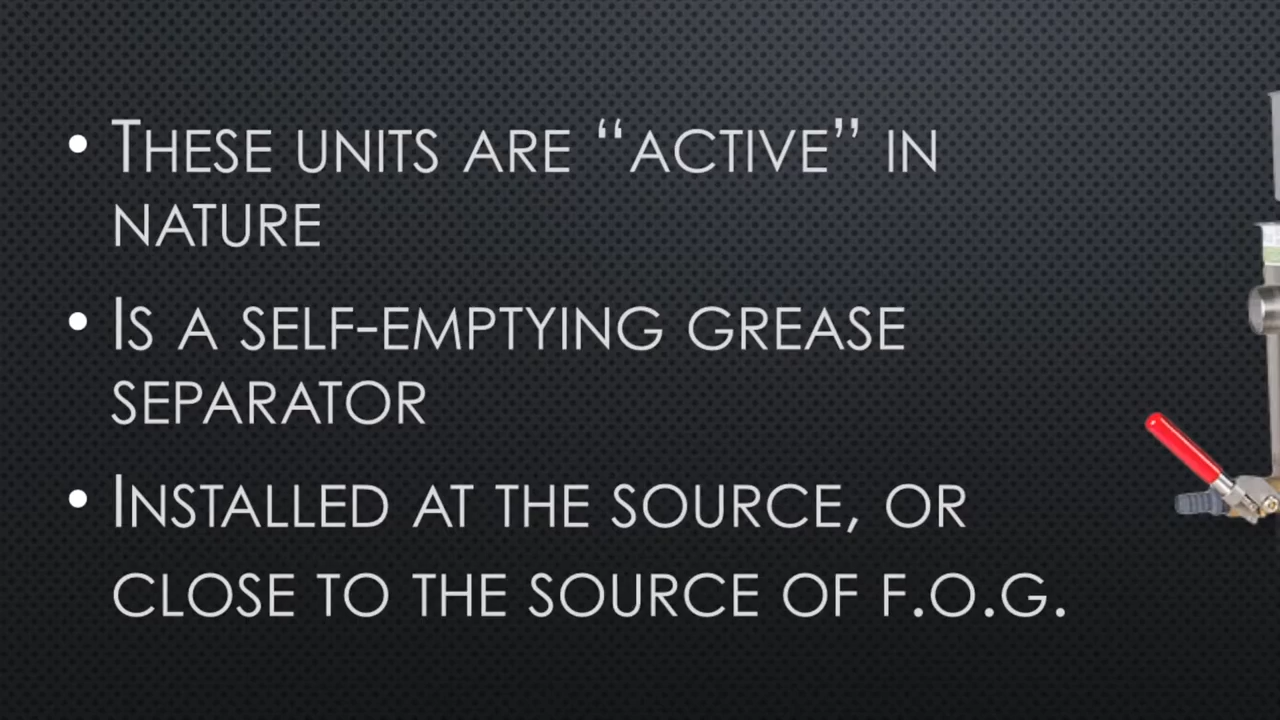 • These units are “active” in
nature
• Is a self-emptying grease
separator
• Installed at the source, or
close to the source of F.O.G.